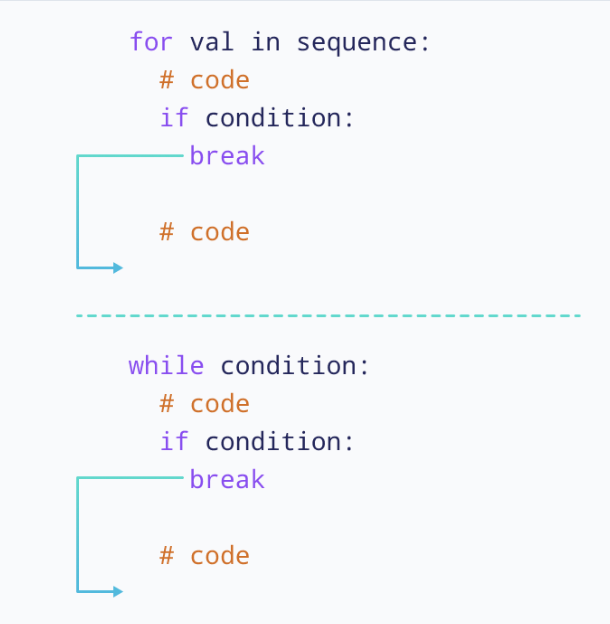 for val in sequence:
# code
if condition:
break
# code
while condition:
# code
if condition:
break
# code